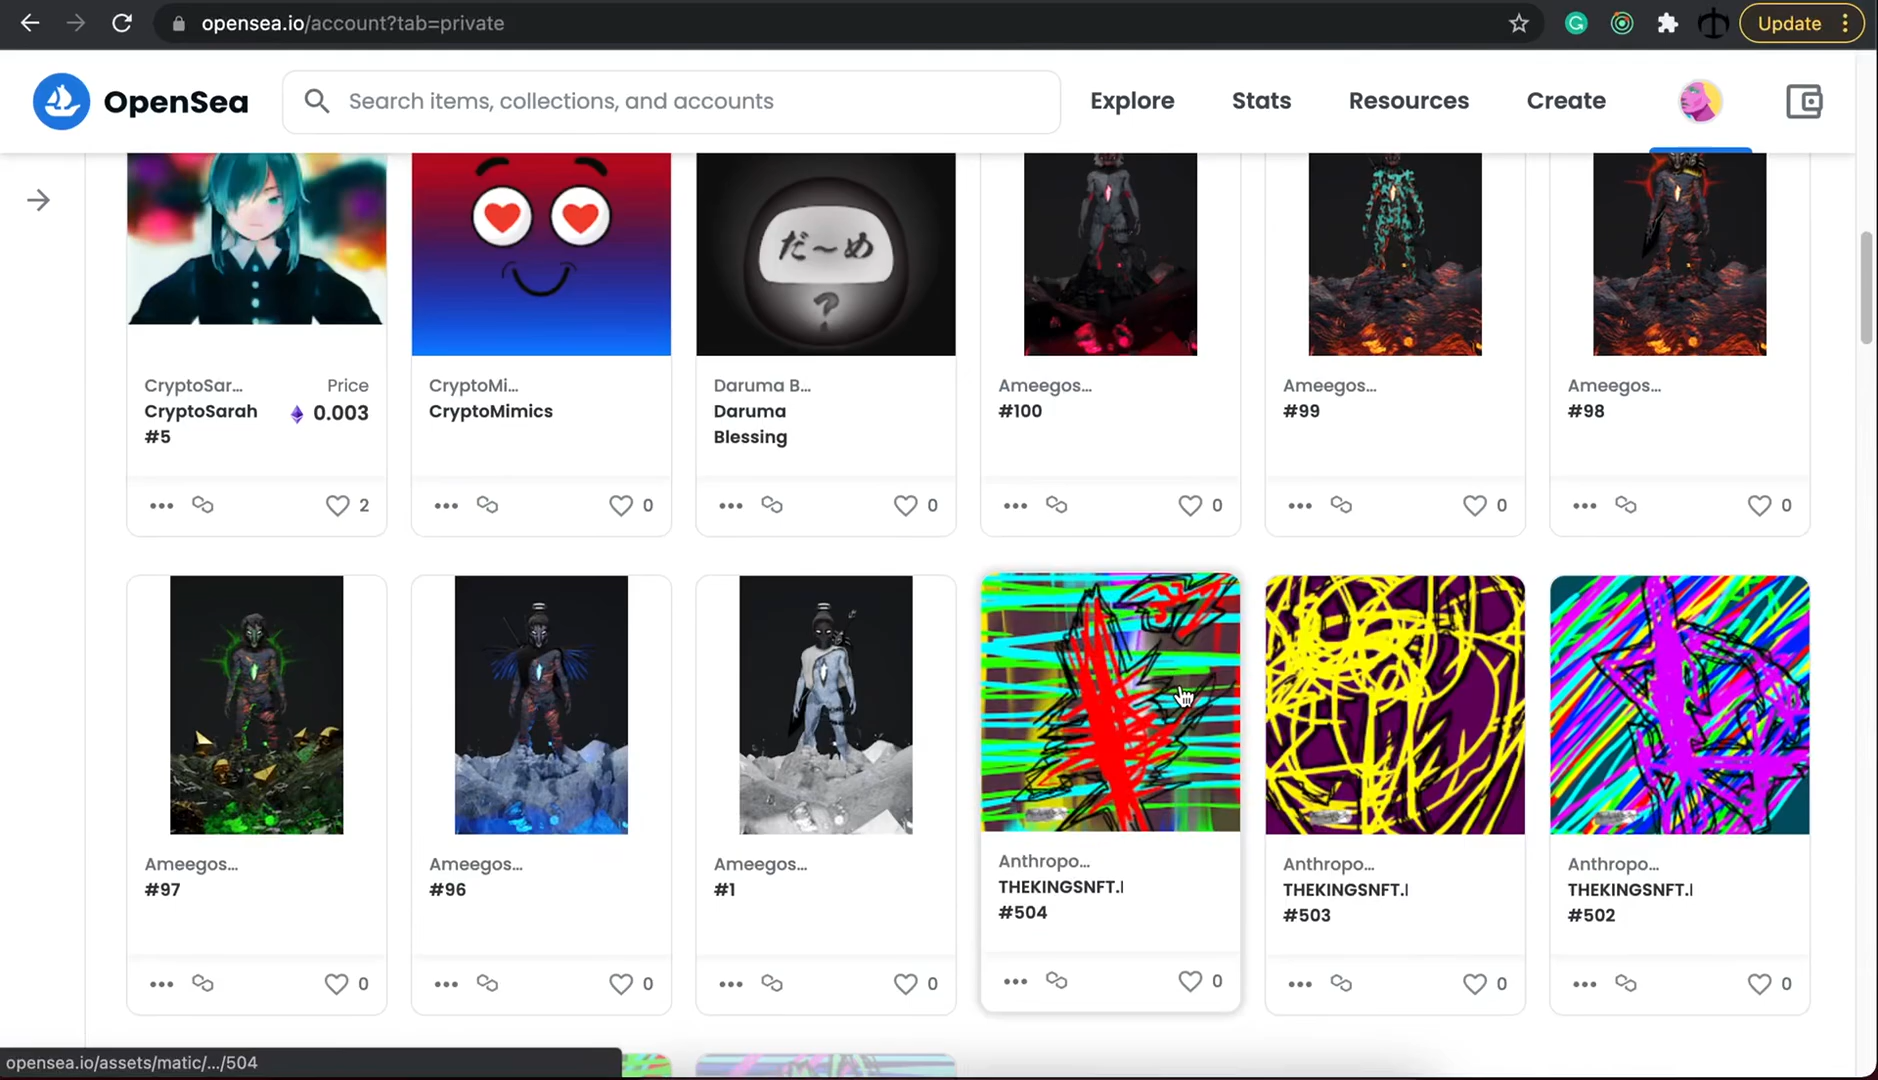 opensea.io/account?tab=private
Update
OpenSea
Search items, collections, and accounts
Explore
Stats
Resources
Create
だ〜め
?
CryptoSar... Price
CryptoSarah 0.003
#5
2
CryptoMi...
CryptoMimics
0
Daruma B...
Daruma
Blessing
0
Ameegos...
#100
0
Ameegos...
#99
0
Ameegos...
#98
0
Ameegos...
#97
0
Ameegos...
#96
0
Ameegos...
#1
0
Anthropo...
THEKINGSNFT.
#504
0
Anthropo...
THEKINGSNFT.
#503
0
Anthropo...
THEKINGSNFT.
#502
0
opensea.io/assets/matic/.../504